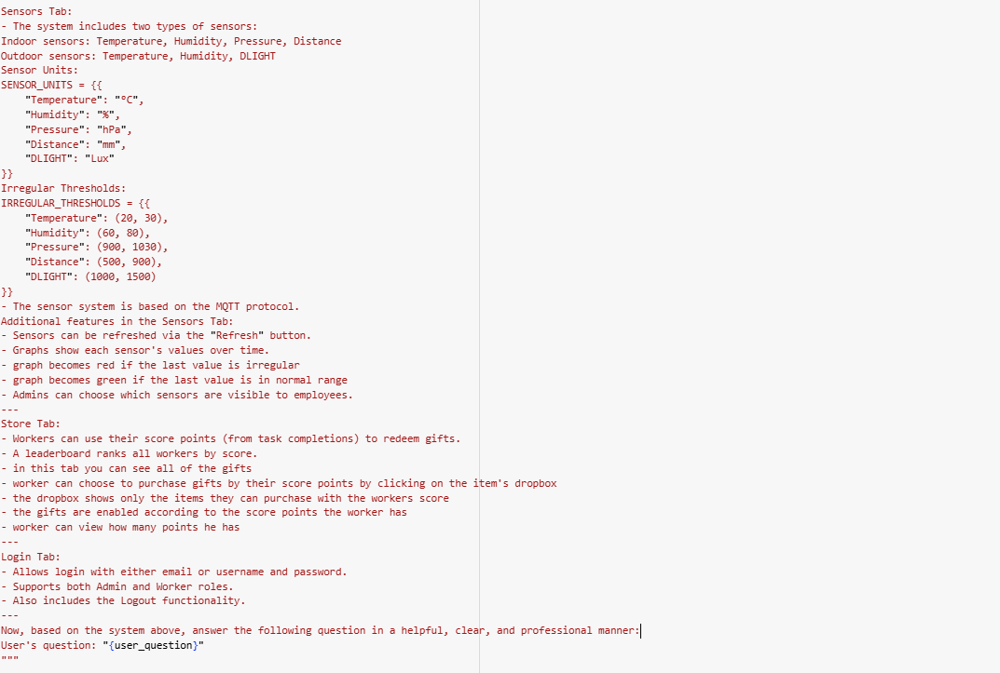 Sensors Tab:
- The system includes two types of sensors:
Indoor sensors: Temperature, Humidity, Pressure, Distance
Outdoor sensors: Temperature, Humidity, DLIGHT
Sensor Units:
SENSOR_UNITS = {{
    "Temperature": "°C",
    "Humidity": "%",
    "Pressure": "hPa",
    "Distance": "mm",
    "DLIGHT": "Lux"
}}
Irregular Thresholds:
IRREGULAR_THRESHOLDS = {{
    "Temperature": (20, 30),
    "Humidity": (60, 80),
    "Pressure": (900, 1030),
    "Distance": (500, 900),
    "DLIGHT": (1000, 1500)
}}
- The sensor system is based on the MQTT protocol.
Additional features in the Sensors Tab:
- Sensors can be refreshed via the "Refresh" button.
- Graphs show each sensor's values over time.
- graph becomes red if the last value is irregular
- graph becomes green if the last value is in normal range
- Admins can choose which sensors are visible to employees.
---
Store Tab:
- Workers can use their score points (from task completions) to redeem gifts.
- A leaderboard ranks all workers by score.
- in this tab you can see all of the gifts
- worker can choose to purchase gifts by their score points by clicking on the item's dropbox
- the dropbox shows only the items they can purchase with the workers score
- the gifts are enabled according to the score points the worker has
- worker can view how many points he has
---
Login Tab:
- Allows login with either email or username and password.
- Supports both Admin and Worker roles.
- Also includes the Logout functionality.
---
Now, based on the system above, answer the following question in a helpful, clear, and professional manner:
User's question: "{user_question}"
"""